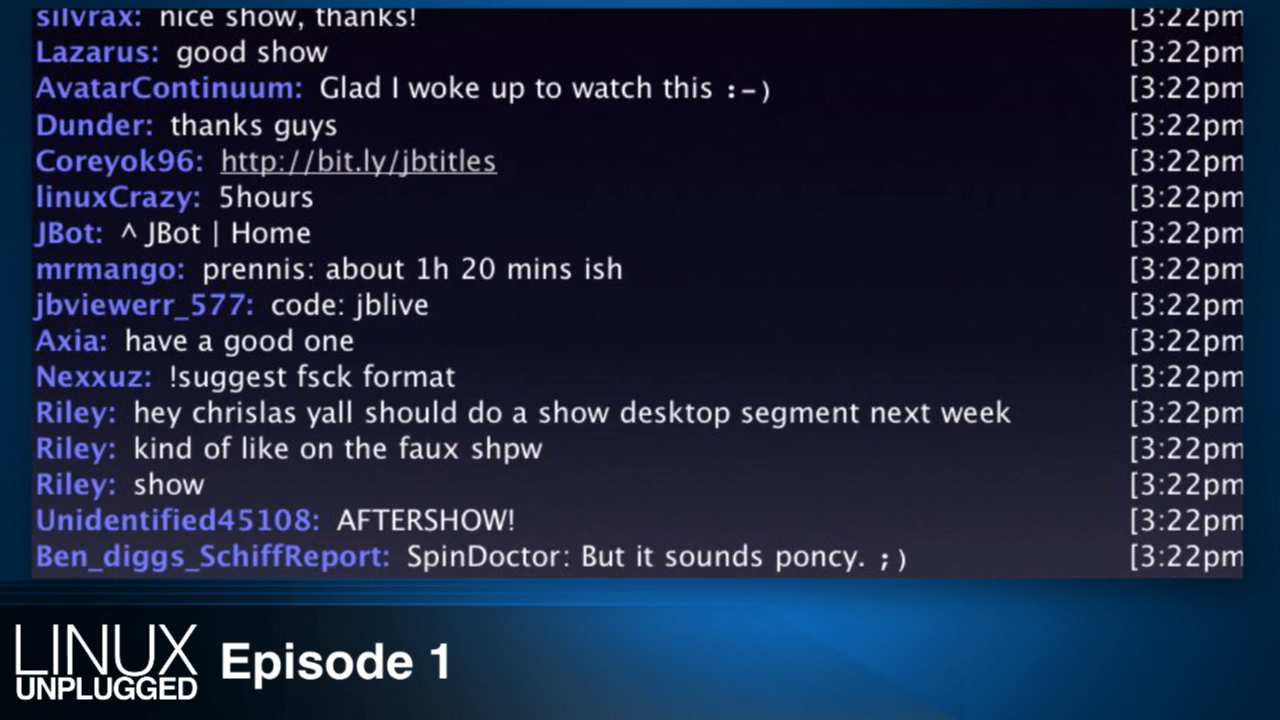 silvrax: nice show, thanks! [3:22pm
Lazarus: good show [3:22pm
AvatarContinuum: Glad I woke up to watch this :-) [3:22pm
Dunder: thanks guys [3:22pm
Coreyok96: http://bit.ly/jbtitles [3:22pm
linuxCrazy: 5hours [3:22pm
JBot: ^ JBot | Home [3:22pm
mrmango: prennis: about 1h 20 mins ish [3:22pm
jbviewerr_577: code: jblive [3:22pm
Axia: have a good one [3:22pm
Nexxuz: !suggest fsck format [3:22pm
Riley: hey chrislas yall should do a show desktop segment next week [3:22pm
Riley: kind of like on the faux shpw [3:22pm
Riley: show [3:22pm
Unidentified45108: AFTERSHOW! [3:22pm
Ben_diggs_SchiffReport: SpinDoctor: But it sounds poncy. ;) [3:22pm
LINUX
UNPLUGGED
Episode 1